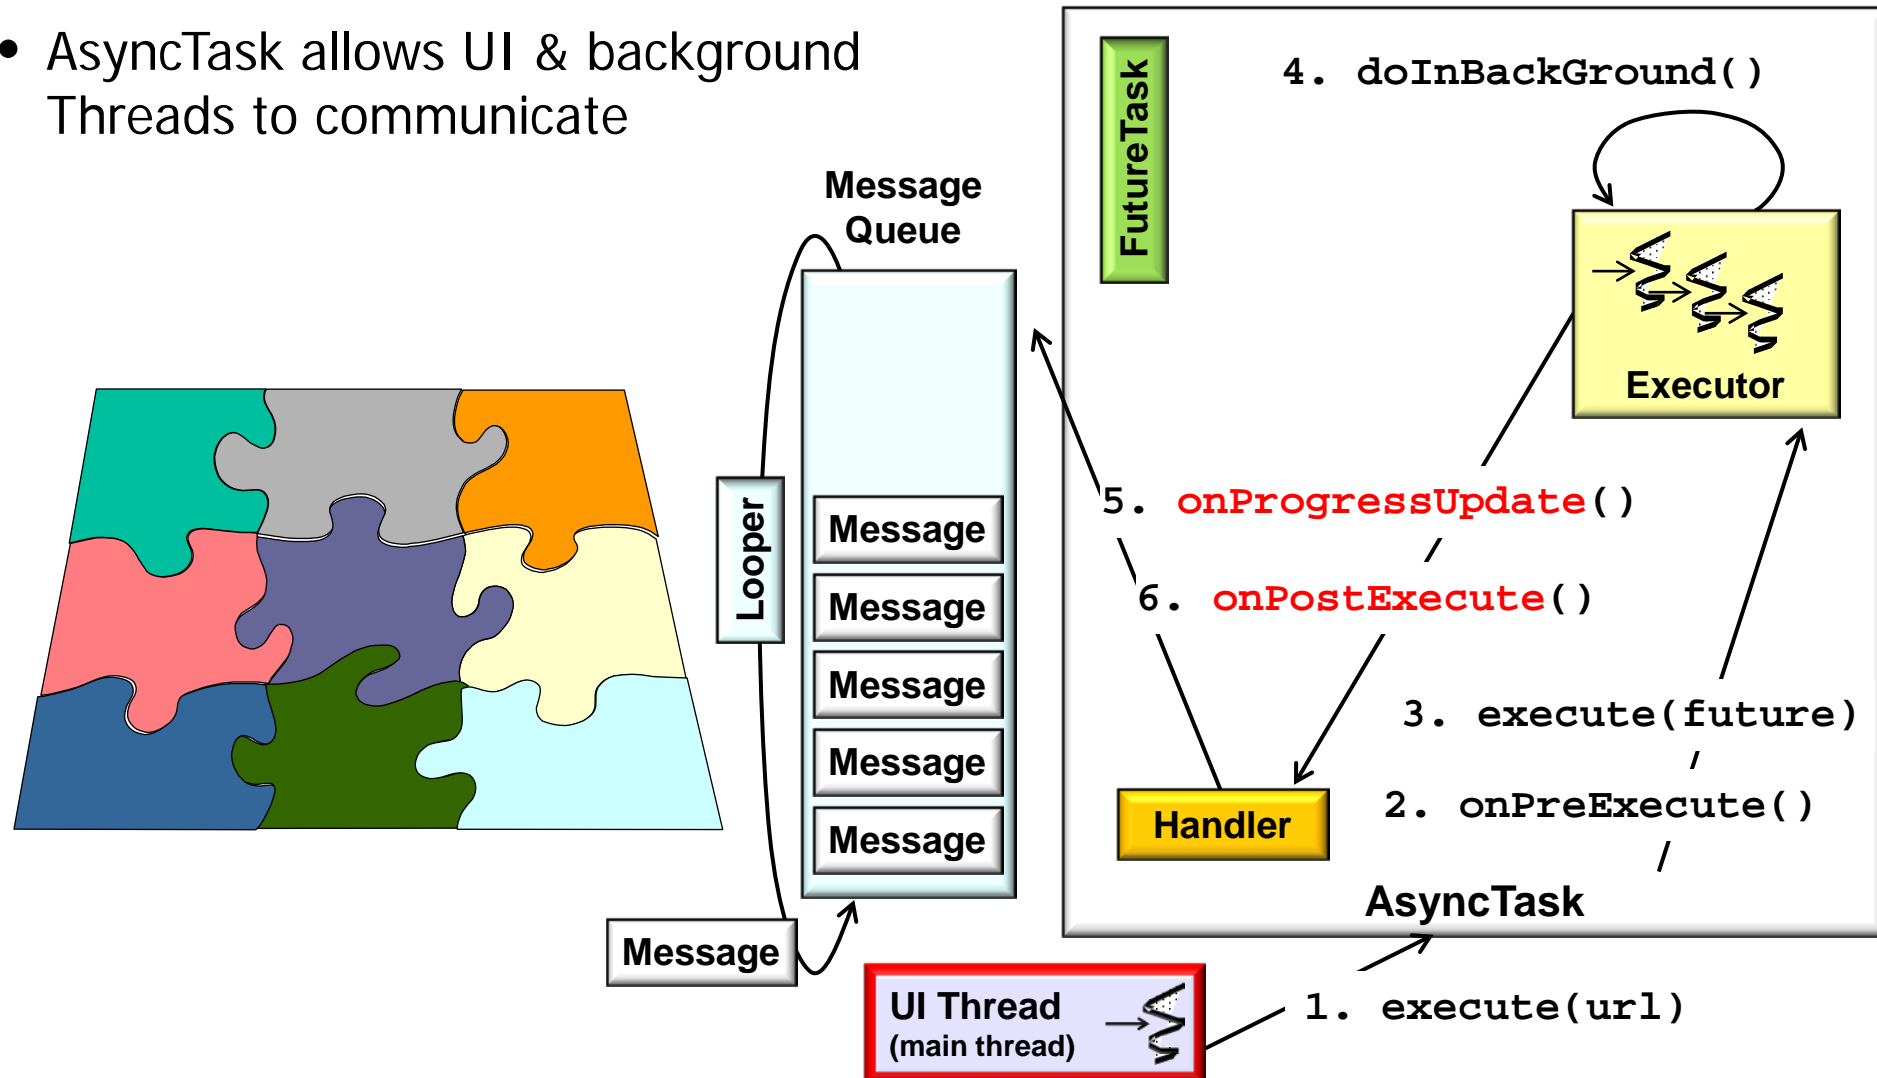 • AsyncTask allows UI & background
Threads to communicate
Message
Queue
Looper
Message
Message
Message
Message
Message
Message
UI Thread
(main thread)
FutureTask
4. doInBackGround()
Executor
5. onProgressUpdate()
6. onPostExecute()
3. execute(future)
2. onPreExecute()
Handler
AsyncTask
1. execute(url)